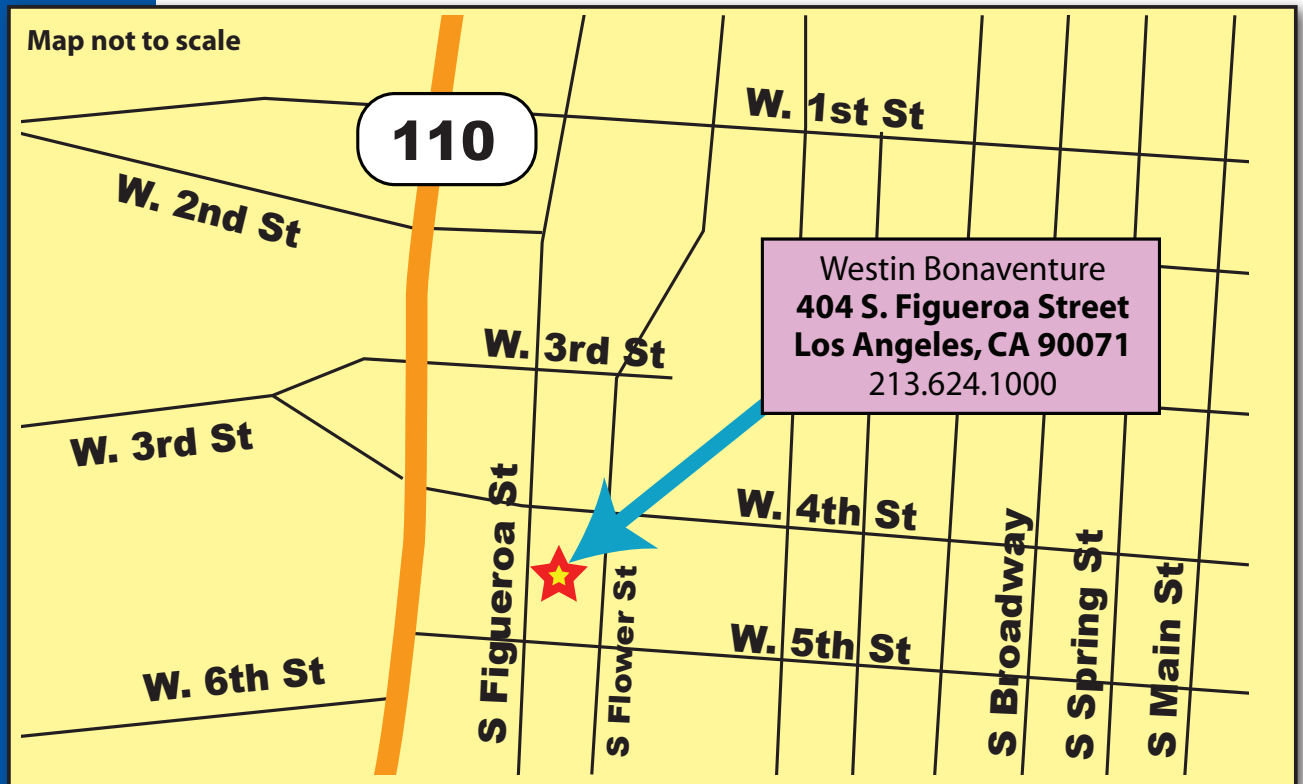 Map not to scale
W. 1st St
110
W. 2nd St
Westin Bonaventure
404 S. Figueroa Street
Los Angeles, CA 90071
213.624.1000
W. 3rd St
W. 3rd St
S Figueroa St
W. 4th St
S Flower St
S Broadway
S Spring St
S Main St
W. 5th St
W. 6th St